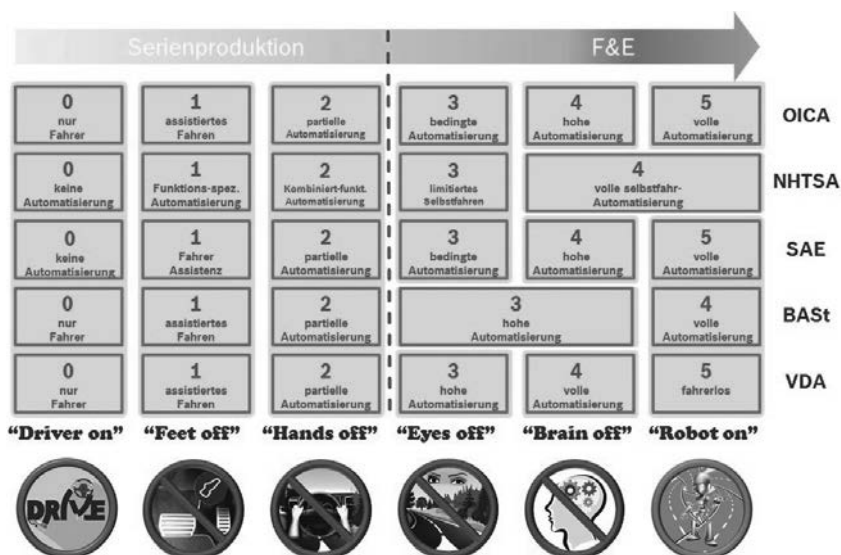 Serienproduktion
F&E
0
nur
Fahrer
1
assistiertes
Fahren
2
partielle
Automatisierung
3
bedingte
Automatisierung
4
hohe
Automatisierung
5
volle
Automatisierung
OICA
0
keine
Automatisierung
1
Funktions-spez.
Automatisierung
2
Kombiniert-funkt.
Automatisierung
3
limitiertes
Selbstfahren
4
volle selbstfahr-
Automatisierung
NHTSA
0
keine
Automatisierung
1
Fahrer
Assistenz
2
partielle
Automatisierung
3
bedingte
Automatisierung
4
hohe
Automatisierung
5
volle
Automatisierung
SAE
0
nur
Fahrer
1
assistiertes
Fahren
2
partielle
Automatisierung
3
hohe
Automatisierung
4
volle
Automatisierung
BASt
0
nur
Fahrer
1
assistiertes
Fahren
2
partielle
Automatisierung
3
hohe
Automatisierung
4
volle
Automatisierung
5
fahrerlos
VDA
“Driver on”
“Feet off”
“Hands off”
“Eyes off”
“Brain off”
“Robot on”
DRIVE